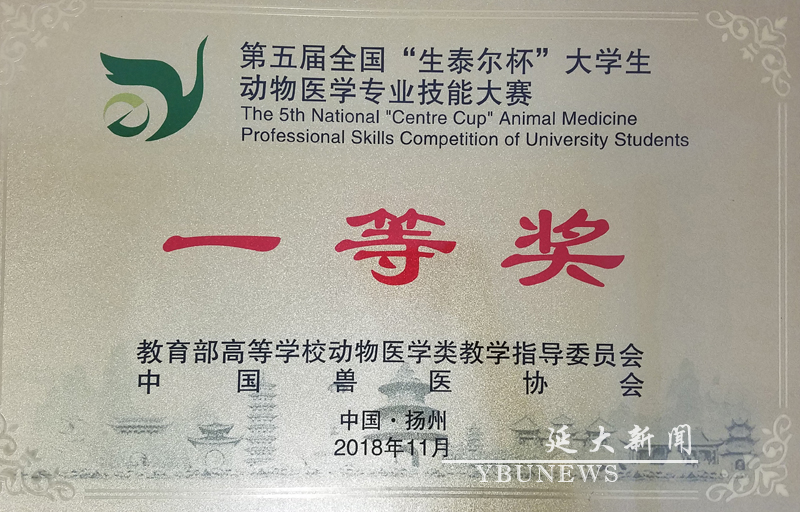 第五届全国“生泰尔杯”大学生
动物医学专业技能大赛
The 5th National "Centre Cup" Animal Medicine
Professional Skills Competition of University Students
一等奖
教育部高等学校动物医学类教学指导委员会
中国兽医协会
中国·扬州
2018年11月
延大新闻
YBUNEWS